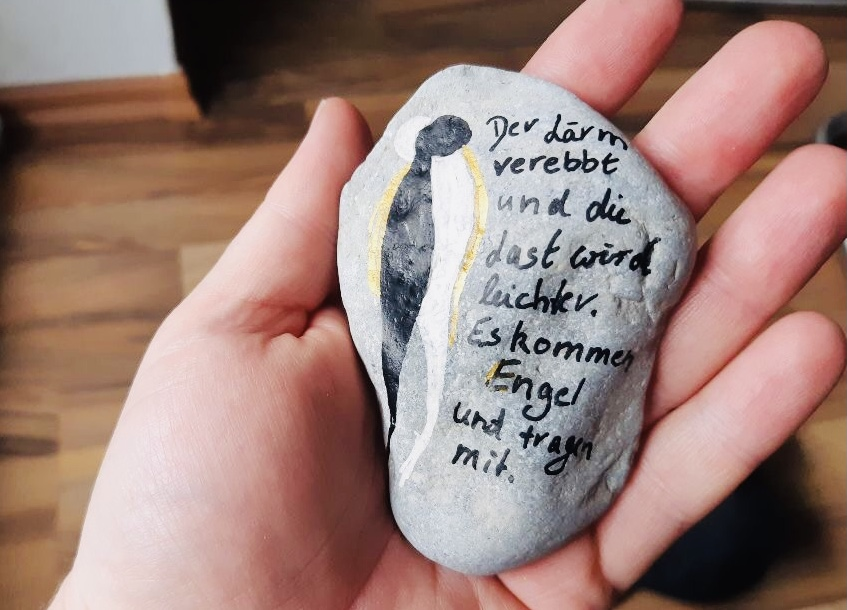 Der Lärm
verebbt
und die
Last wird
leichter.
Es kommen
Engel
und tragen
mit.